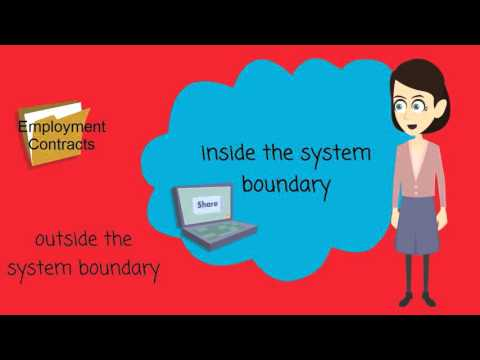 Employment
Contracts
inside the system
boundary
Share
outside the
system boundary